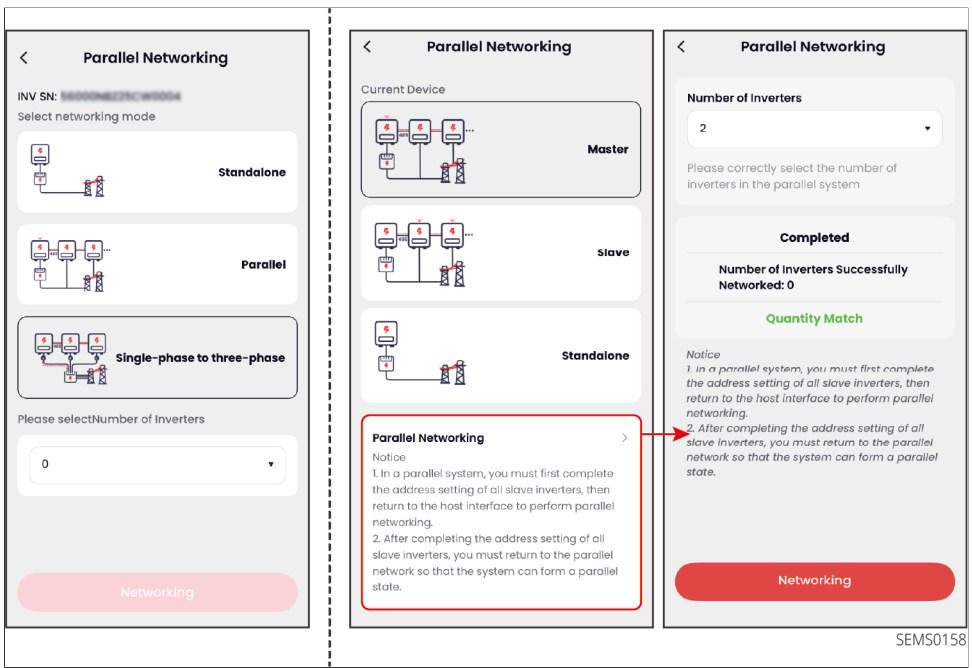 Parallel Networking
INV SN:
Select networking mode
Standalone
485
Parallel
485
Single-phase to three-phase
Please selectNumber of Inverters
0
Networking
Parallel Networking
Current Device
485
Master
485
Slave
Standalone
Parallel Networking
Notice
1. In a parallel system, you must first complete
the address setting of all slave inverters, then
return to the host interface to perform parallel
networking.
2. After completing the address setting of all
slave inverters, you must return to the parallel
network so that the system can form a parallel
state.
Parallel Networking
Number of Inverters
2
Please correctly select the number of
inverters in the parallel system
Completed
Number of Inverters Successfully
Networked: 0
Quantity Match
Notice
1. In a parallel system, you must first complete
the address setting of all slave inverters, then
return to the host interface to perform parallel
networking.
2. After completing the address setting of all
slave inverters, you must return to the parallel
network so that the system can form a parallel
state.
Networking
SEMS0158